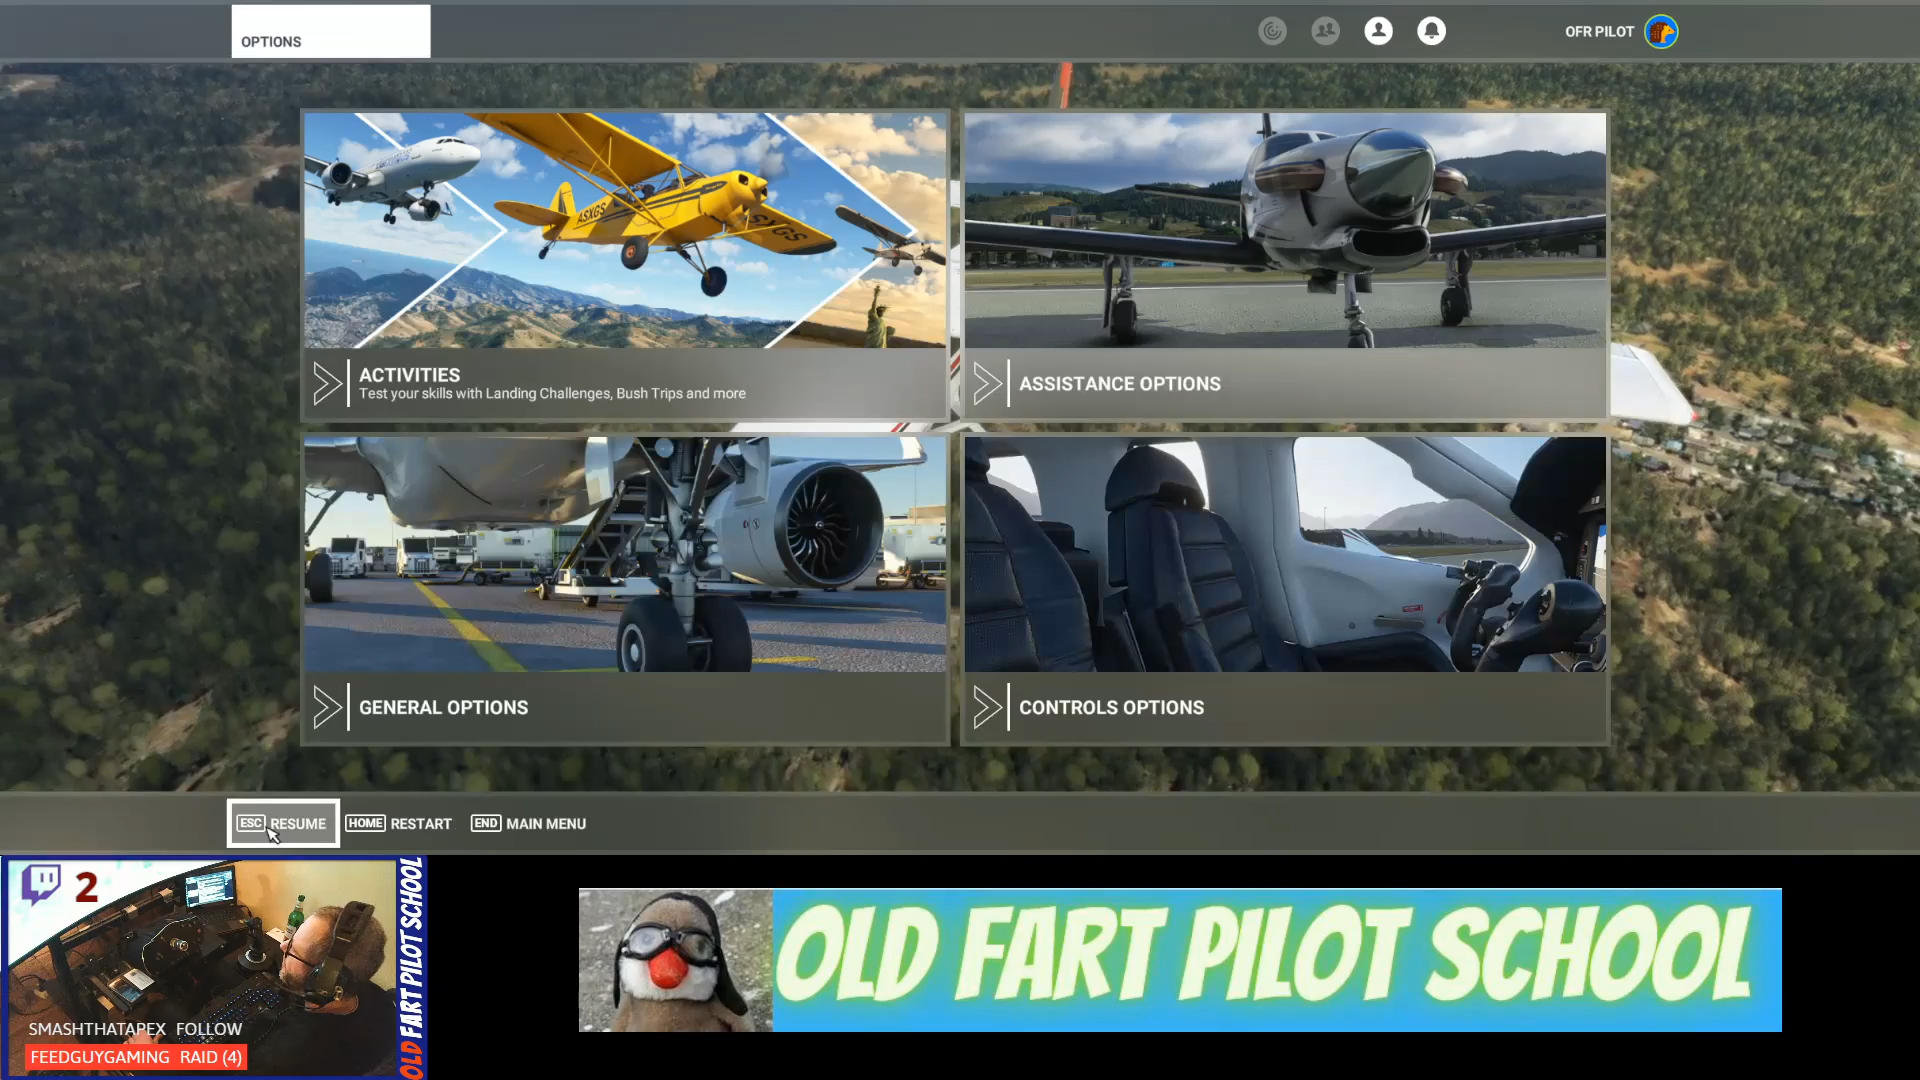 OPTIONS
OFR PILOT
ASXGS
SXGS
ACTIVITIES
Test your skills with Landing Challenges, Bush Trips and more
ASSISTANCE OPTIONS
GENERAL OPTIONS
CONTROLS OPTIONS
ESC RESUME HOME RESTART END MAIN MENU
2
OLD FART PILOT SCHOOL
SMASHTHATAPEX FOLLOW
FEEDGUYGAMING RAID (4)
OLD FART PILOT SCHOOL